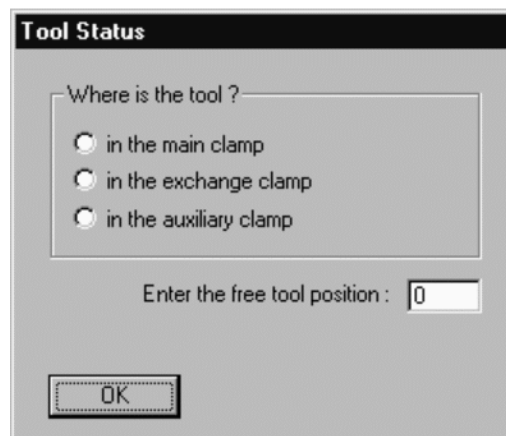 Tool Status
Where is the tool ?
in the main clamp
in the exchange clamp
in the auxiliary clamp
Enter the free tool position : 0
OK